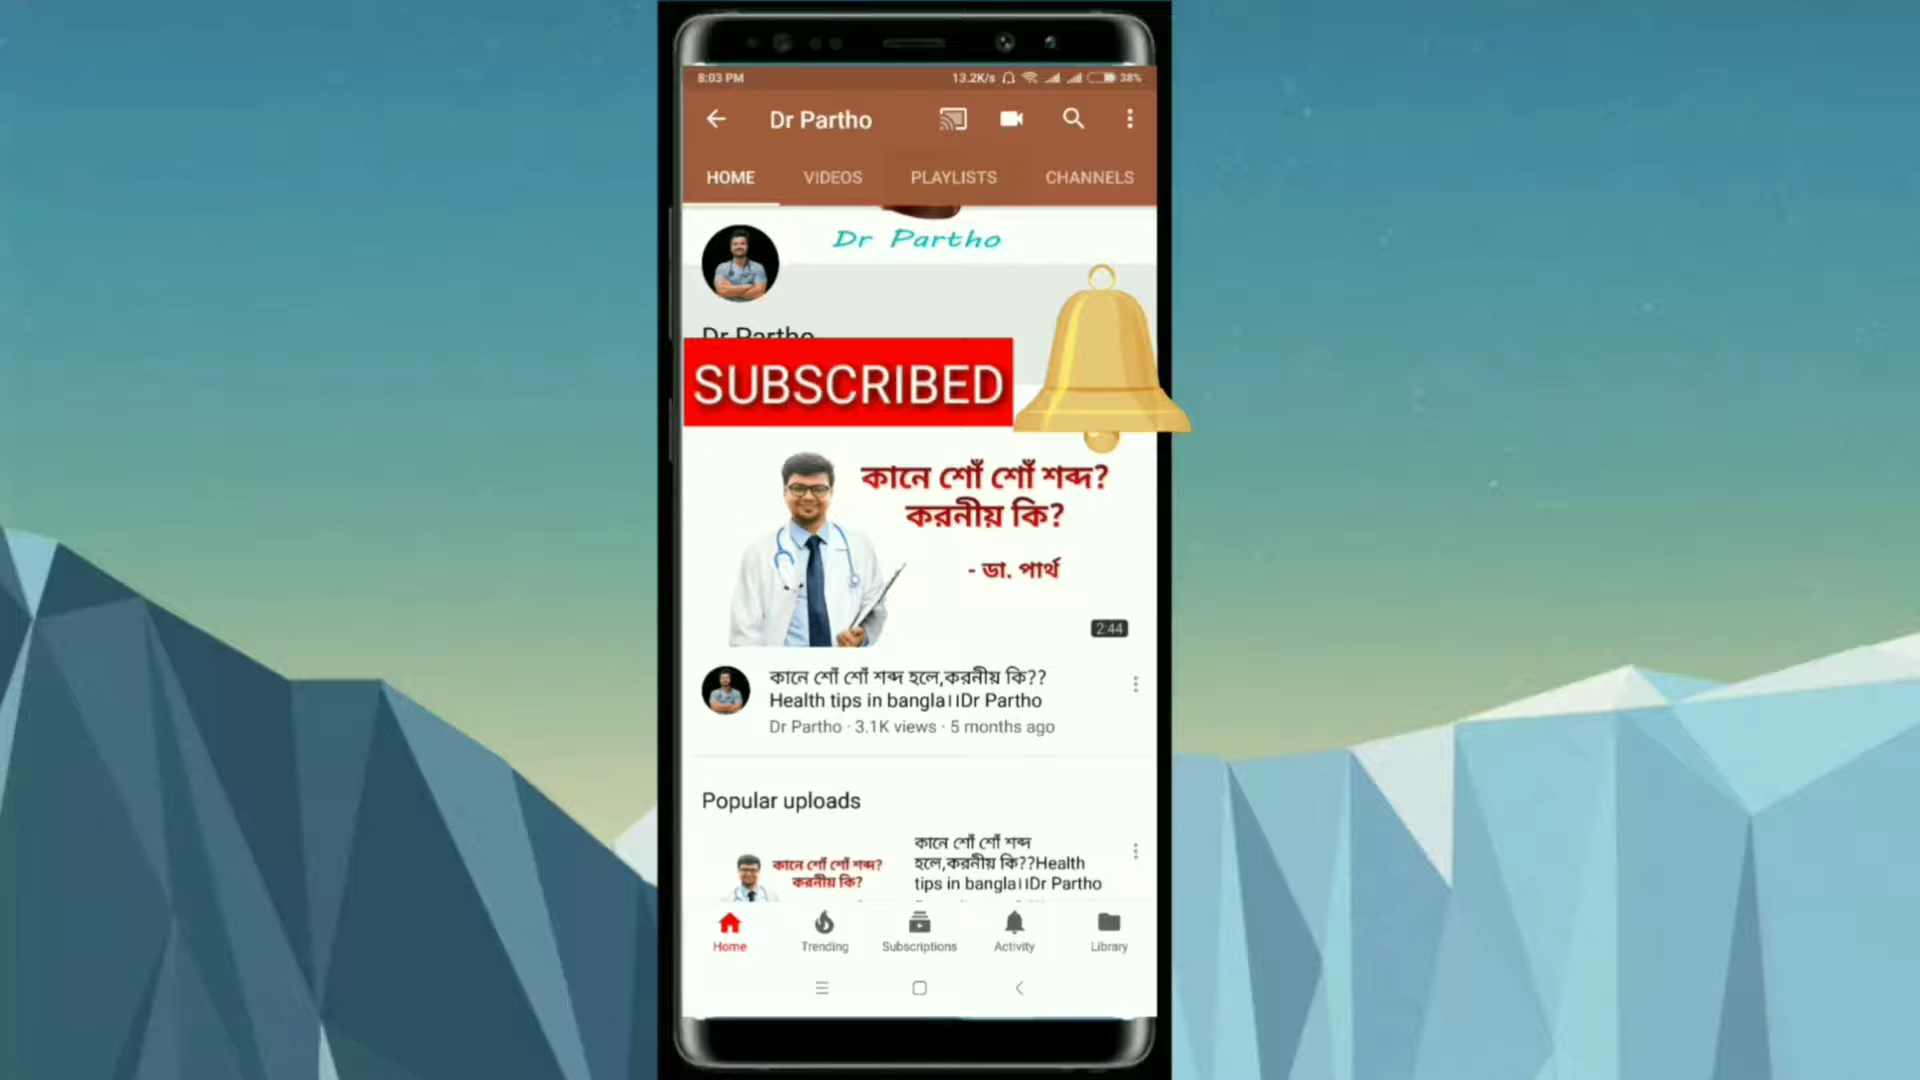 8:03 PM
13.2K/s
38%
Dr Partho
HOME
VIDEOS
PLAYLISTS
CHANNELS
Dr Partho
Dr Partho
SUBSCRIBED
কানে শোঁ শোঁ শব্দ?
করনীয় কি?
- ডা. পার্থ
2:44
কানে শোঁ শোঁ শব্দ হলে,করনীয় কি??
Health tips in bangla।।Dr Partho
Dr Partho · 3.1K views · 5 months ago
Popular uploads
কানে শোঁ শোঁ শব্দ?
করনীয় কি?
কানে শোঁ শোঁ শব্দ
হলে,করনীয় কি??Health
tips in bangla।।Dr Partho
Home
Trending
Subscriptions
Activity
Library